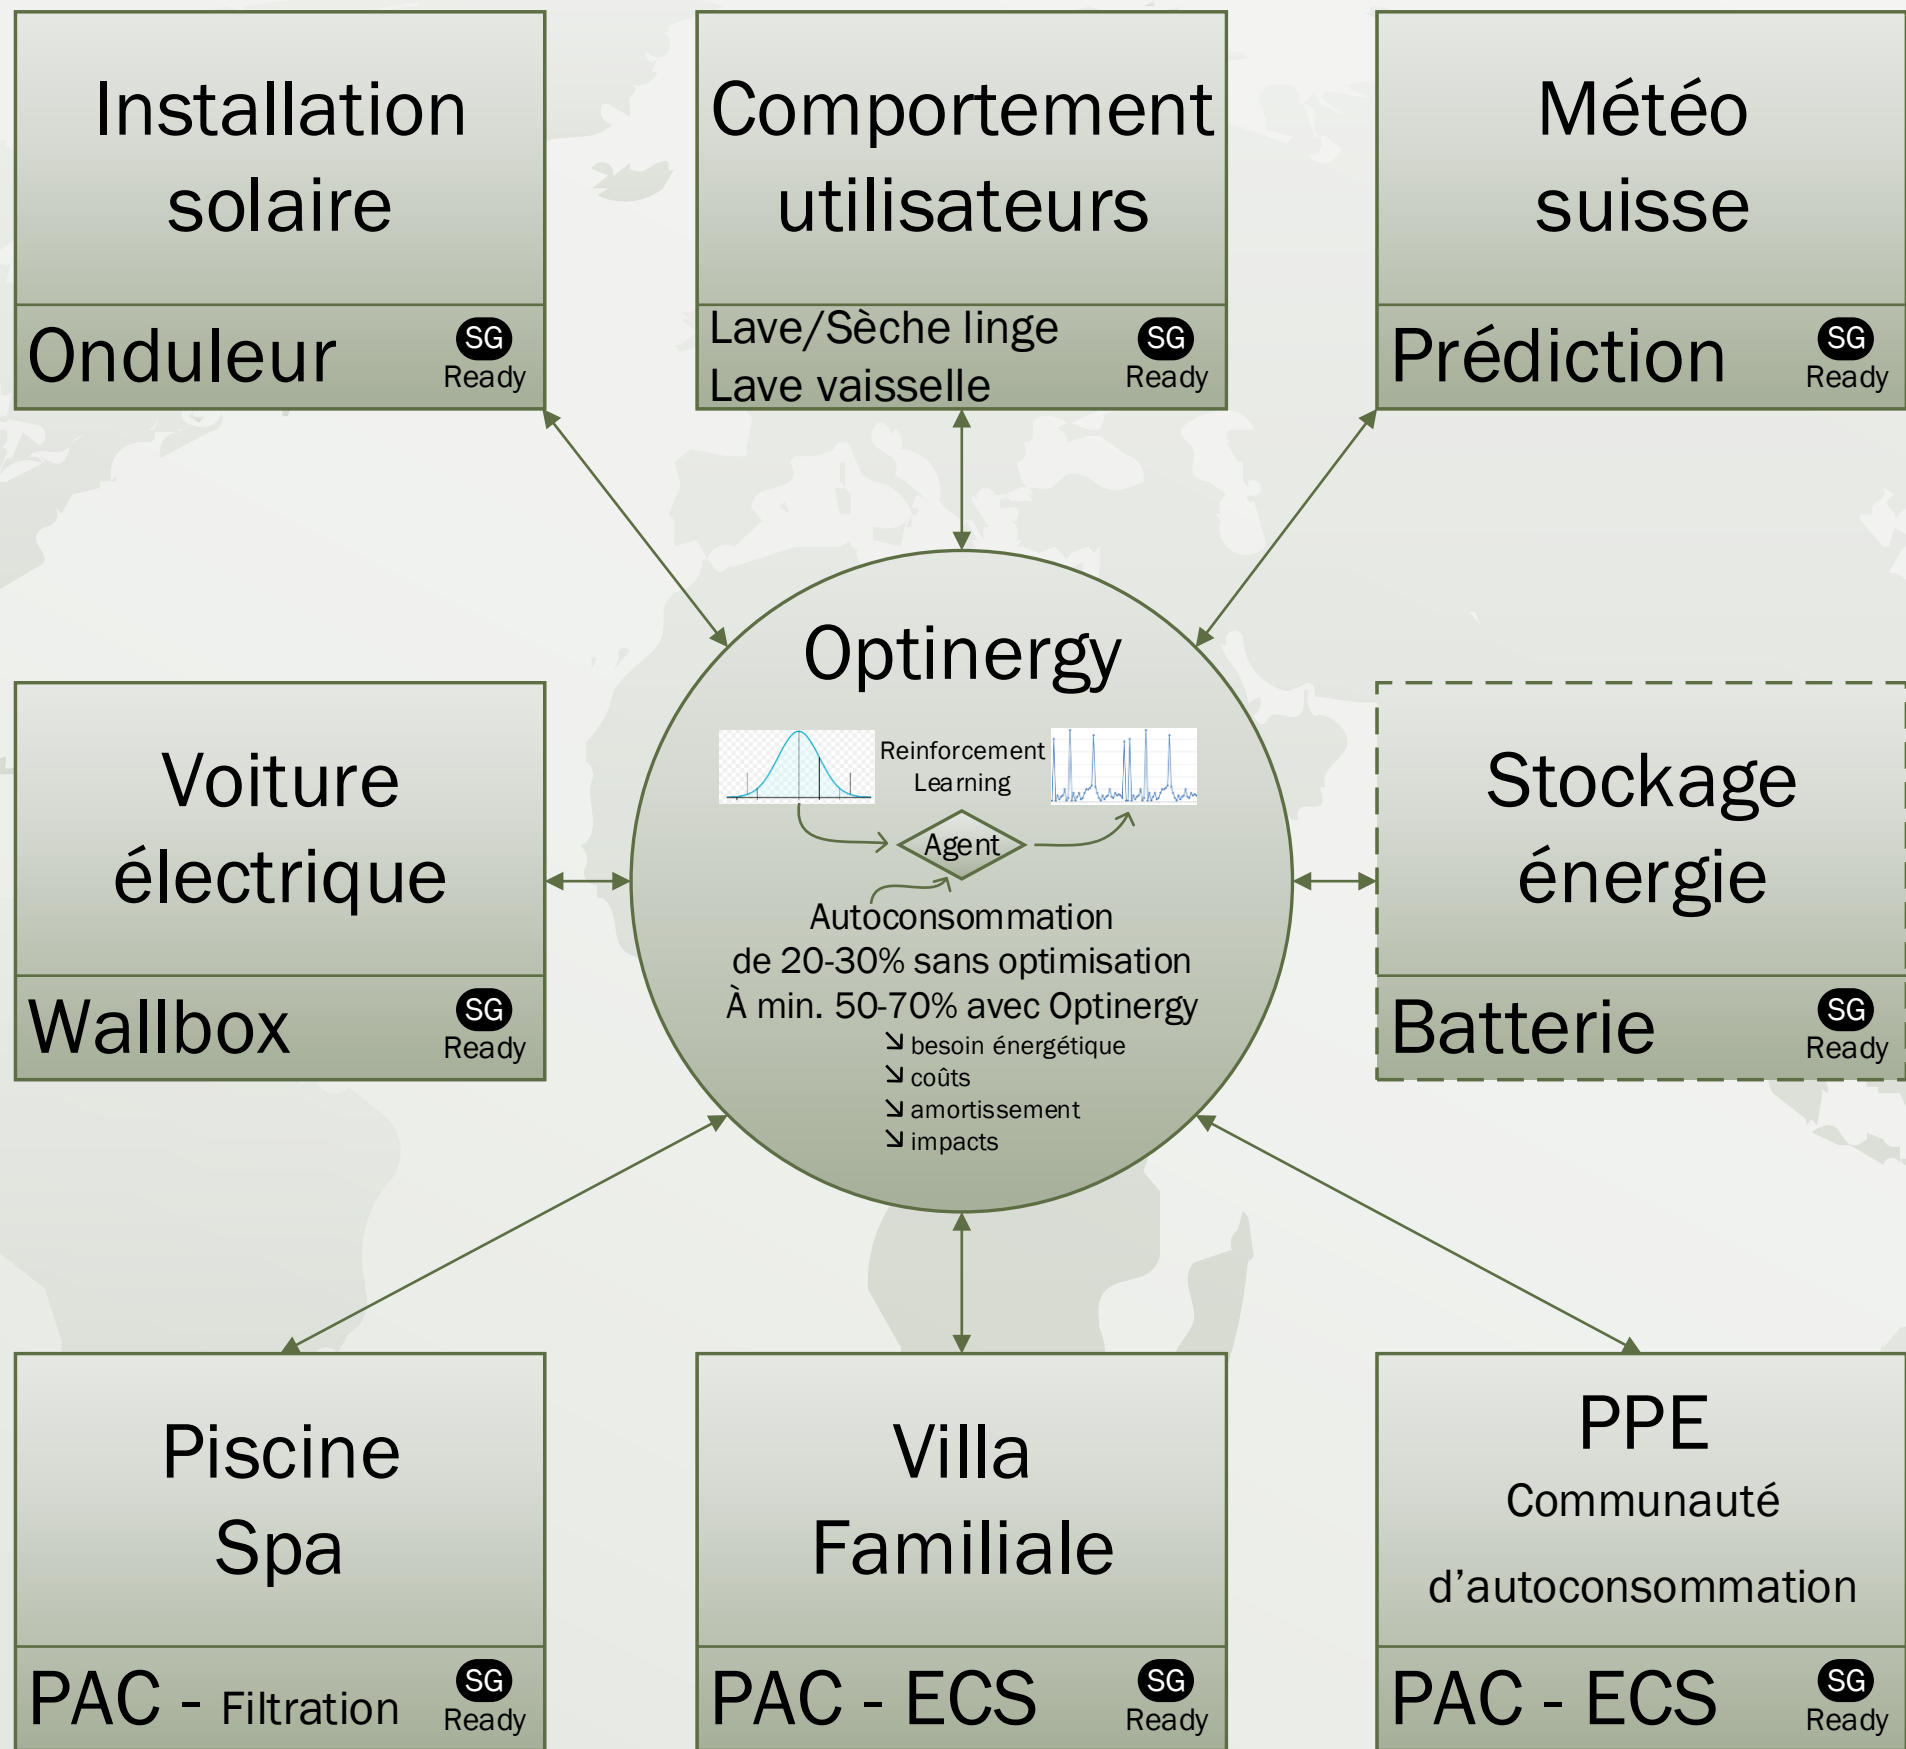 Installation
solaire
Onduleur
SG
Ready
Comportement
utilisateurs
Lave/Sèche linge
Lave vaisselle
SG
Ready
Météo
suisse
Prédiction
SG
Ready
Voiture
électrique
Wallbox
SG
Ready
Optinergy
Reinforcement
Learning
Agent
Autoconsommation
de 20-30% sans optimisation
À min. 50-70% avec Optinergy
↘ besoin énergétique
↘ coûts
↘ amortissement
↘ impacts
Stockage
énergie
Batterie
SG
Ready
Piscine
Spa
PAC - Filtration
SG
Ready
Villa
Familiale
PAC - ECS
SG
Ready
PPE
Communauté
d’autoconsommation
PAC - ECS
SG
Ready